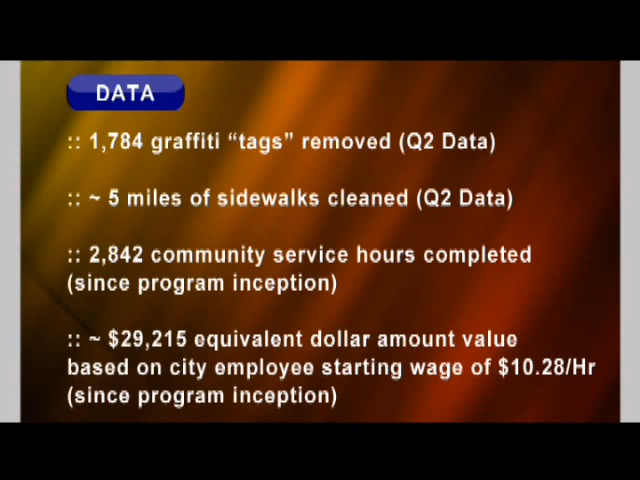 DATA
:: 1,784 graffiti “tags” removed (Q2 Data)
:: ~ 5 miles of sidewalks cleaned (Q2 Data)
:: 2,842 community service hours completed
(since program inception)
:: ~ $29,215 equivalent dollar amount value
based on city employee starting wage of $10.28/Hr
(since program inception)